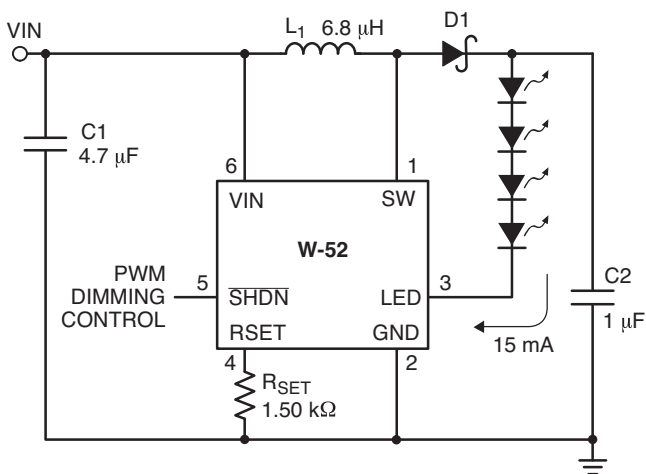 VIN
L₁ 6.8 μH
D1
C1
4.7 μF
6
1
VIN
SW
W-52
PWM
DIMMING
CONTROL
5
SHDN
LED
3
RSET
GND
4
2
C2
1 μF
15 mA
RSET
1.50 kΩ